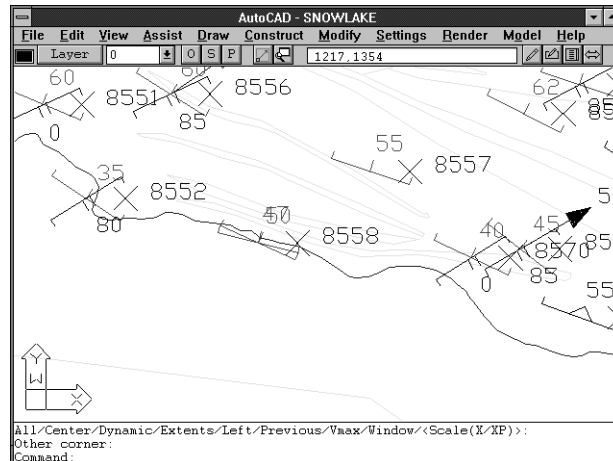 AutoCAD - SNOWLAKE
File Edit View Assist Draw Construct Modify Settings Render Model Help
Layer 0 O S P 1217,1354
60
8551
0
85
8556
62
55
8557
35
8552
80
8558
40
45
8570
0
85
85
55
5
Y
W
X
All/Center/Dynamic/Extents/Left/Previous/Vmax/Window/<Scale(X/XP)>:
Other corner:
Command: